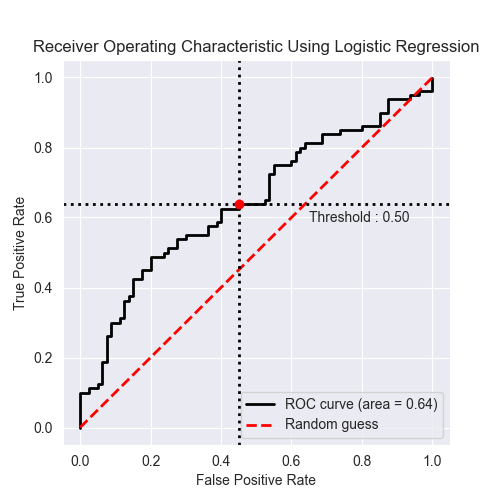 Receiver Operating Characteristic Using Logistic Regression
1.0
0.8
0.6
0.4
0.2
0.0
True Positive Rate
Threshold : 0.50
ROC curve (area = 0.64)
Random guess
0.0 0.2 0.4 0.6 0.8 1.0
False Positive Rate